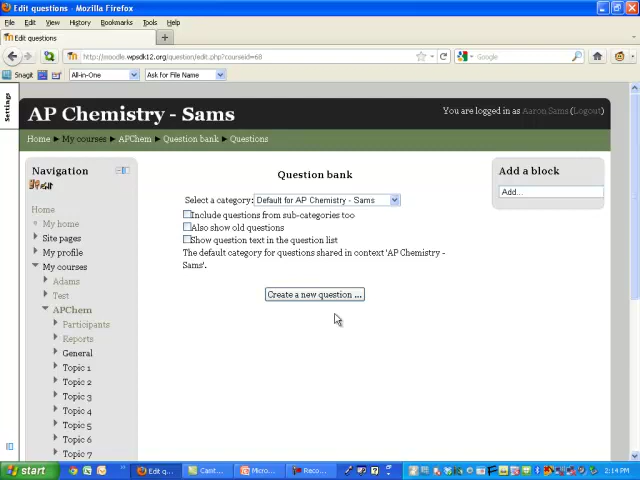 Edit questions - Mozilla Firefox
File Edit View History Bookmarks Tools Help
Edit questions
http://moodle.wpsdk12.org/question/edit.php?courseid=68
Google
Snagit
All-in-One
Ask for File Name
Settings
AP Chemistry - Sams
You are logged in as Aaron Sams (Logout)
Home ► My courses ► APChem ► Question bank ► Questions
Navigation
Home
My home
Site pages
My profile
My courses
Adams
Test
APChem
Participants
Reports
General
Topic 1
Topic 2
Topic 3
Topic 4
Topic 5
Topic 6
Topic 7
Question bank
Select a category: Default for AP Chemistry - Sams
Include questions from sub-categories too
Also show old questions
Show question text in the question list
The default category for questions shared in context 'AP Chemistry -
Sams'.
Create a new question ...
Add a block
Add...
start
Edit q...
Camt...
Micro...
Reco...
2:14 PM